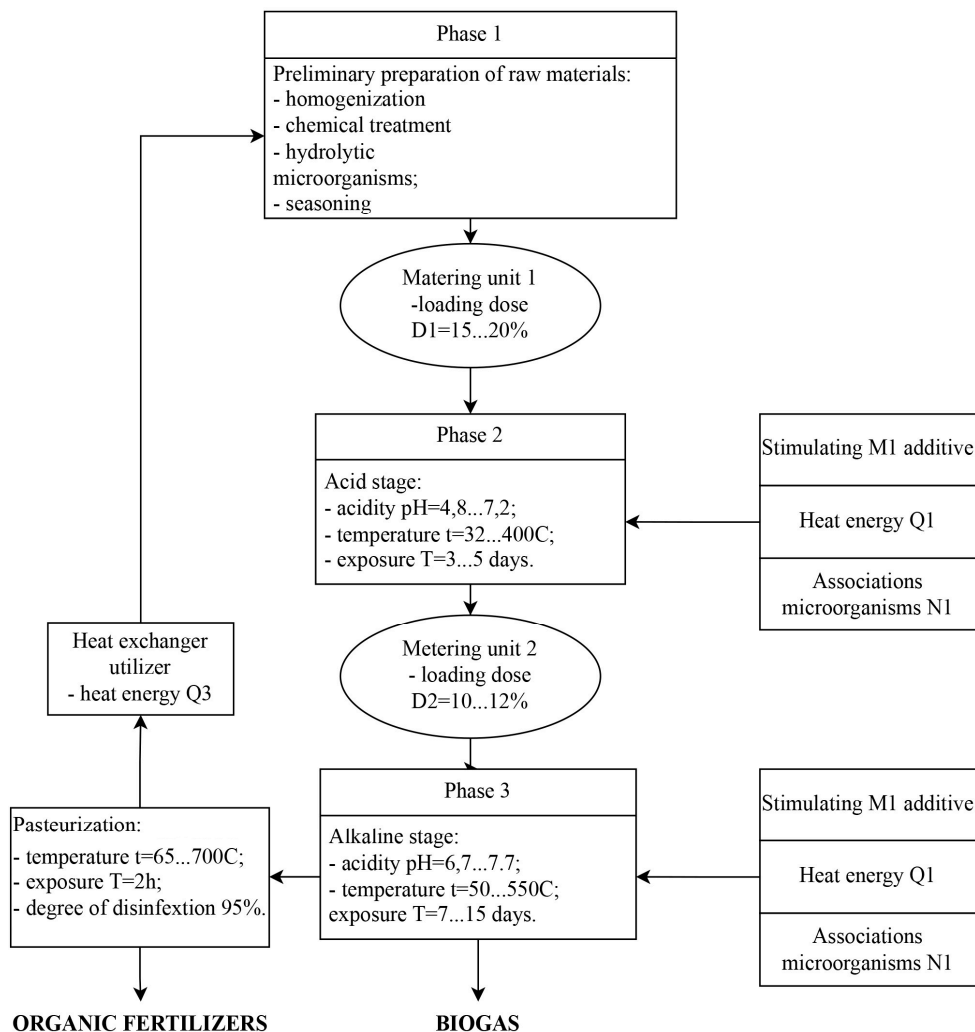 Phase 1
Preliminary preparation of raw materials:
- homogenization
- chemical treatment
- hydrolytic
microorganisms;
- seasoning
Matering unit 1
-loading dose
D1=15...20%
Phase 2
Acid stage:
- acidity pH=4,8...7,2;
- temperature t=32...400C;
- exposure T=3...5 days.
Stimulating M1 additive
Heat energy Q1
Associations
microorganisms N1
Heat exchanger
utilizer
- heat energy Q3
Metering unit 2
- loading dose
D2=10...12%
Phase 3
Alkaline stage:
- acidity pH=6,7...7.7;
- temperature t=50...550C;
exposure T=7...15 days.
Stimulating M1 additive
Heat energy Q1
Associations
microorganisms N1
Pasteurization:
- temperature t=65...700C;
- exposure T=2h;
- degree of disinfextion 95%.
ORGANIC FERTILIZERS
BIOGAS